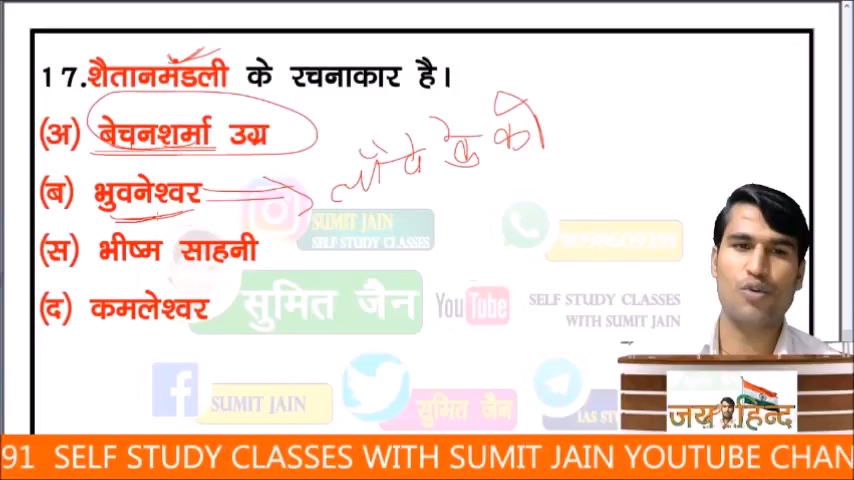 17.शैतानमंडली के रचनाकार है।
(अ) बेचनशर्मा उग्र
(ब) भुवनेश्वर
(स) भीष्म साहनी
(द) कमलेश्वर
SUMIT JAIN
SELF STUDY CLASSES
सुमित जैन
YouTube
SELF STUDY CLASSES
WITH SUMIT JAIN
SUMIT JAIN
सुमित जैन
IAS
जय हिन्द
91 SELF STUDY CLASSES WITH SUMIT JAIN YOUTUBE CHAN